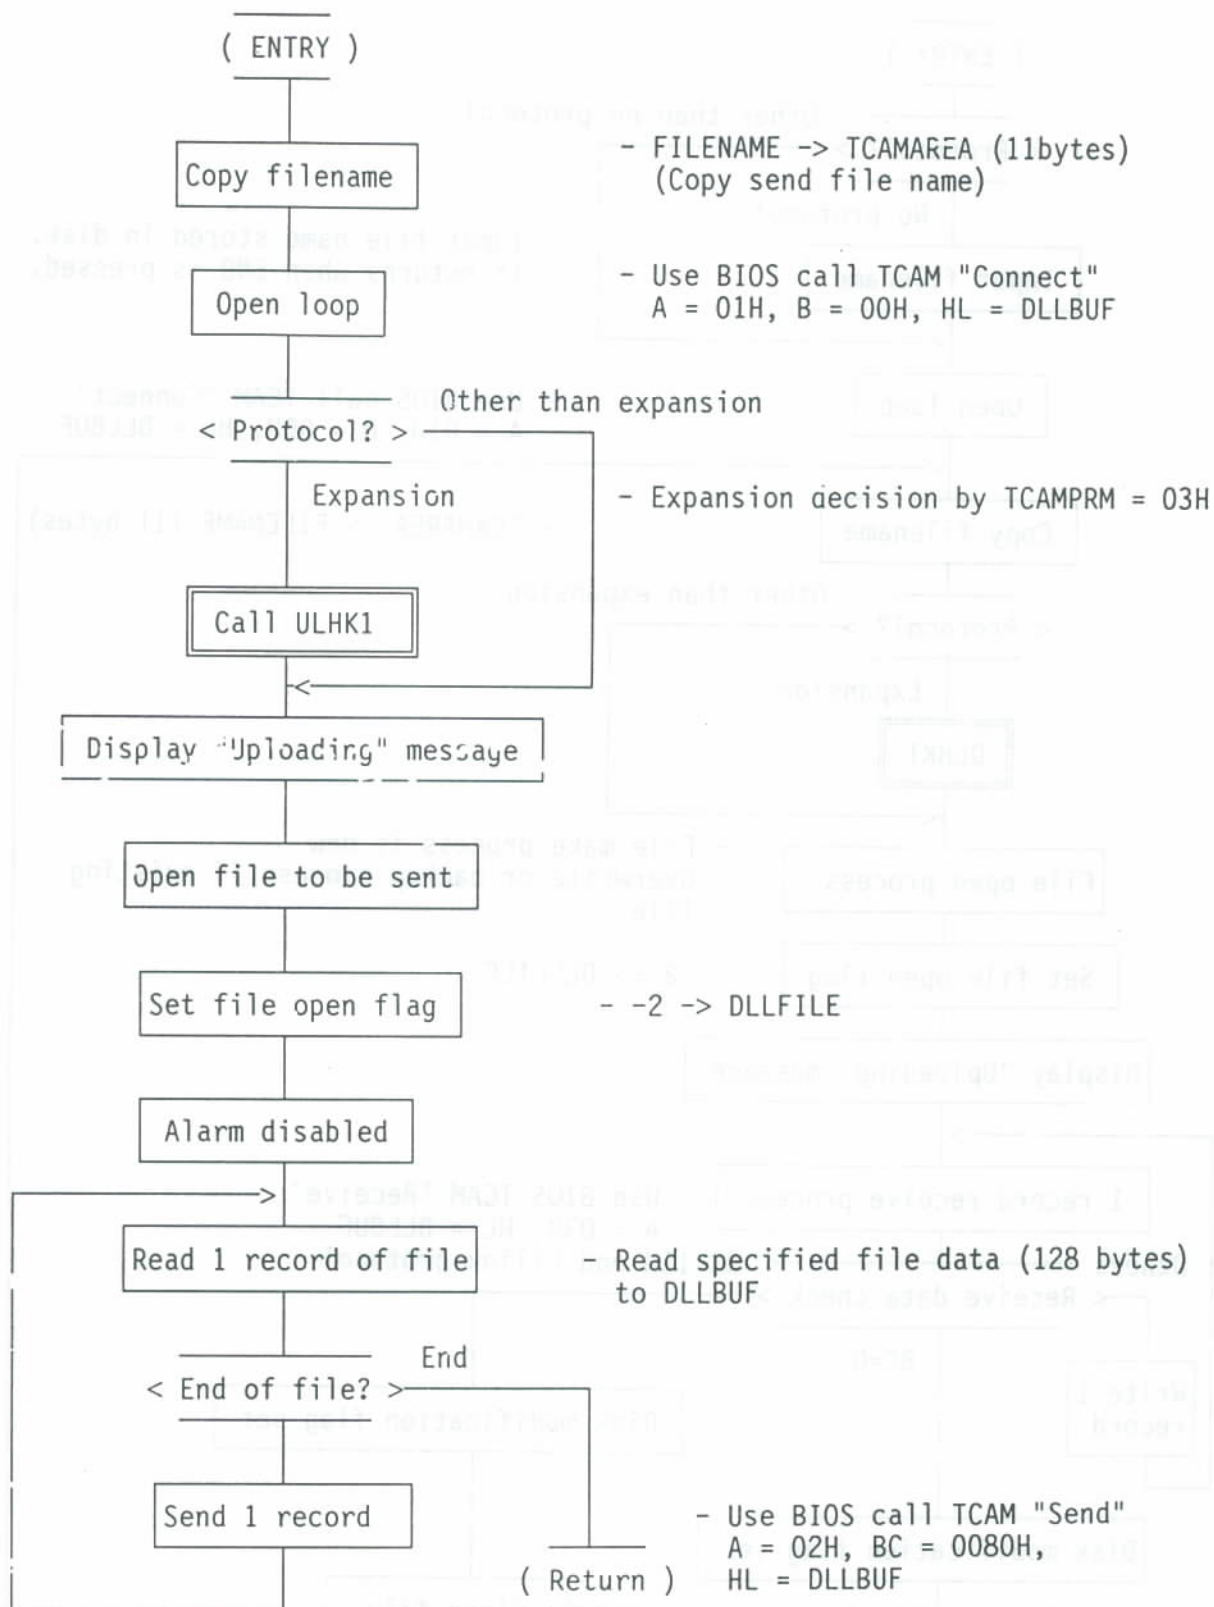 ( ENTRY )
Copy filename
- FILENAME -> TCAMAREA (11bytes)
(Copy send file name)
Open loop
- Use BIOS call TCAM "Connect"
A = 01H, B = 00H, HL = DLLBUF
Other than expansion
< Protocol? >
Expansion
- Expansion decision by TCAMPRM = 03H
Call ULHK1
Display "Uploading" message
Open file to be sent
Set file open flag
- -2 -> DLLFILE
Alarm disabled
Read 1 record of file
Read specified file data (128 bytes)
to DLLBUF
End
< End of file? >
Send 1 record
- Use BIOS call TCAM "Send"
A = 02H, BC = 0080H,
HL = DLLBUF
( Return )